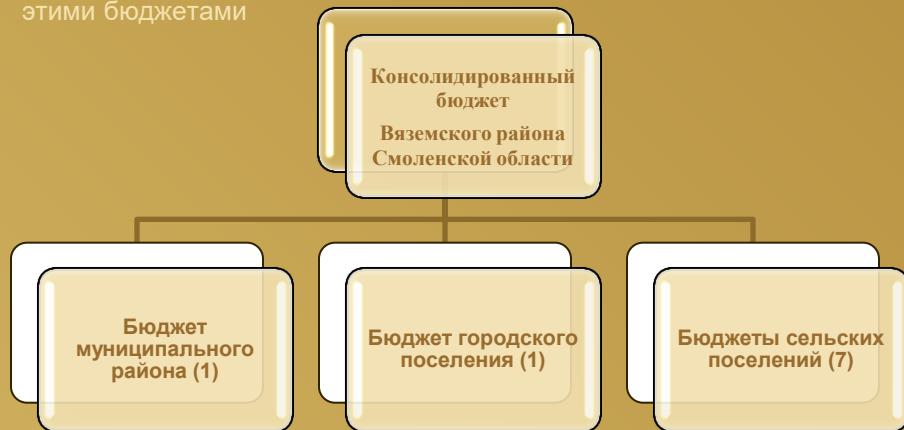 этими бюджетами
Консолидированный
бюджет
Вяземского района
Смоленской области
Бюджет
муниципального
района (1)
Бюджет городского
поселения (1)
Бюджеты сельских
поселений (7)